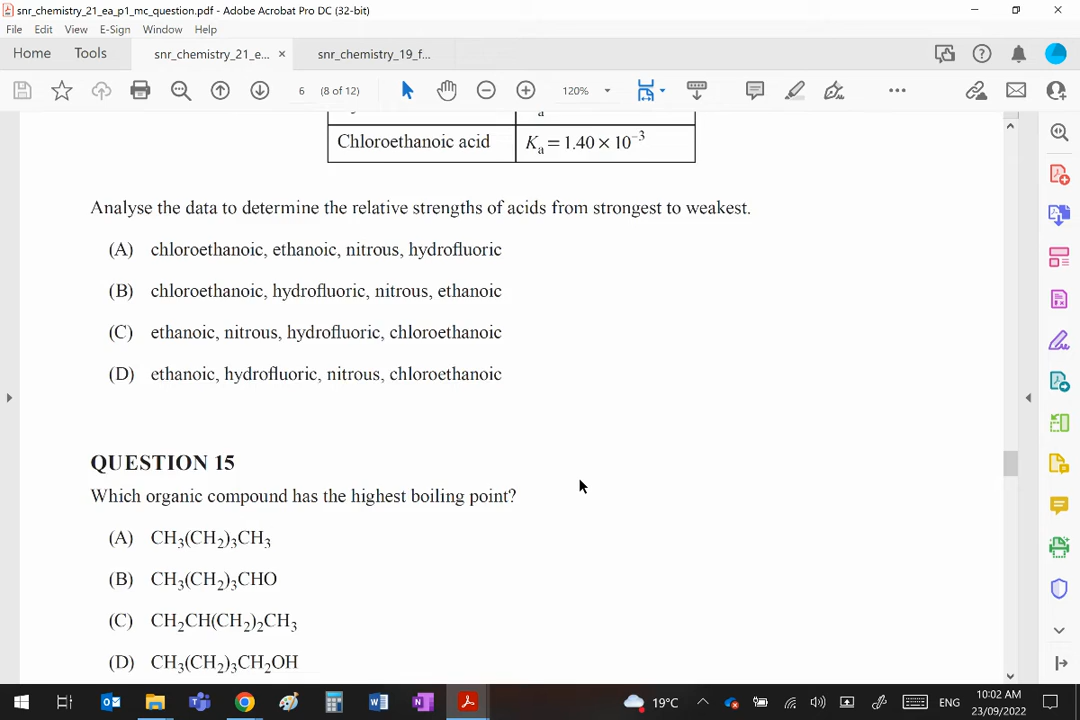 snr_chemistry_21_ea_p1_mc_question.pdf - Adobe Acrobat Pro DC (32-bit)
File Edit View E-Sign Window Help
Home Tools snr_chemistry_21_e... × snr_chemistry_19_f...
6 (8 of 12) 120%
Chloroethanoic acid Kₐ = 1.40 × 10⁻³
Analyse the data to determine the relative strengths of acids from strongest to weakest.
(A) chloroethanoic, ethanoic, nitrous, hydrofluoric
(B) chloroethanoic, hydrofluoric, nitrous, ethanoic
(C) ethanoic, nitrous, hydrofluoric, chloroethanoic
(D) ethanoic, hydrofluoric, nitrous, chloroethanoic
QUESTION 15
Which organic compound has the highest boiling point?
(A) CH₃(CH₂)₃CH₃
(B) CH₃(CH₂)₃CHO
(C) CH₂CH(CH₂)₂CH₃
(D) CH₃(CH₂)₃CH₂OH
19°C ENG 10:02 AM
23/09/2022